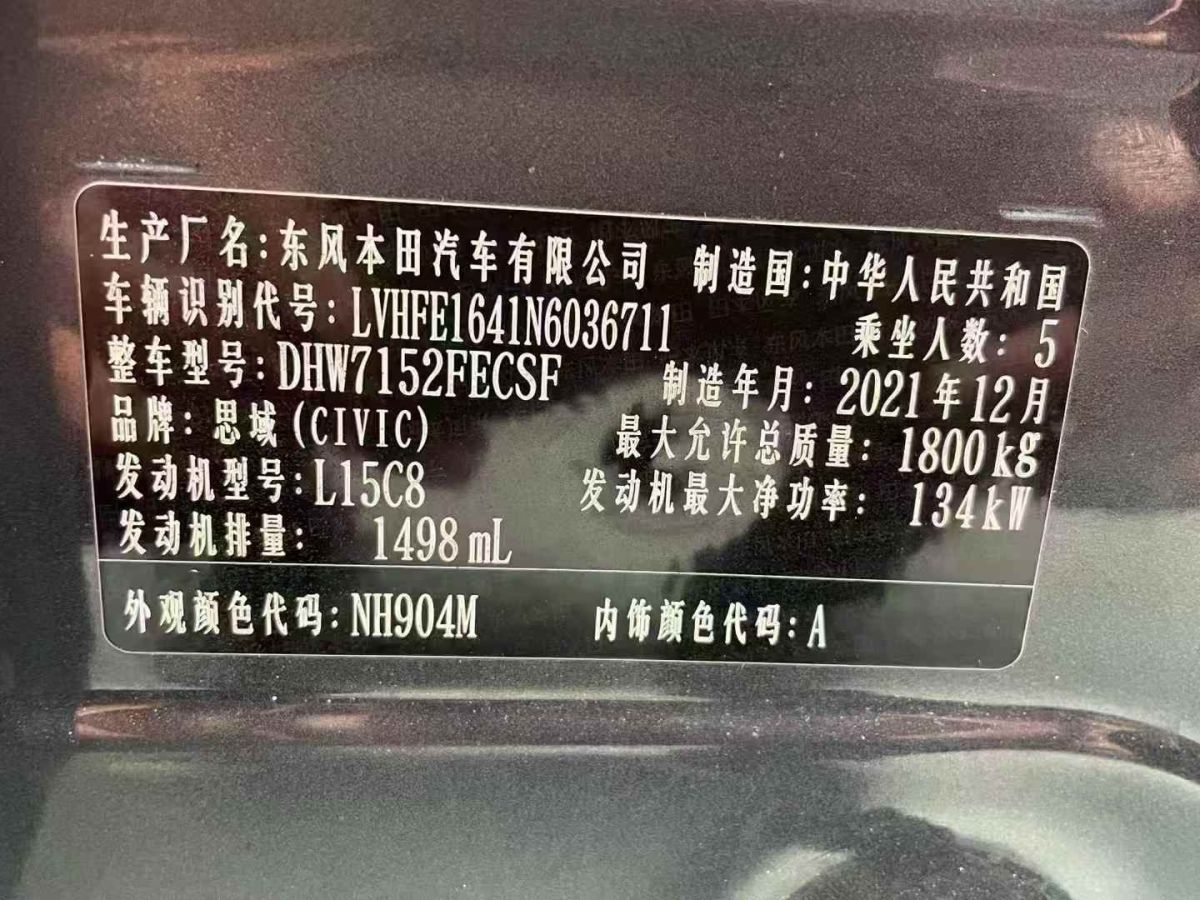 生产厂名:东风本田汽车有限公司 制造国:中华人民共和国
车辆识别代号:LVHFE1641N6036711 乘坐人数:5
整车型号:DHW7152FECSF 制造年月:2021年12月
品牌:思域(CIVIC) 最大允许总质量:1800kg
发动机型号:L15C8 发动机最大净功率:134kW
发动机排量:1498mL
外观颜色代码:NH904M 内饰颜色代码:A